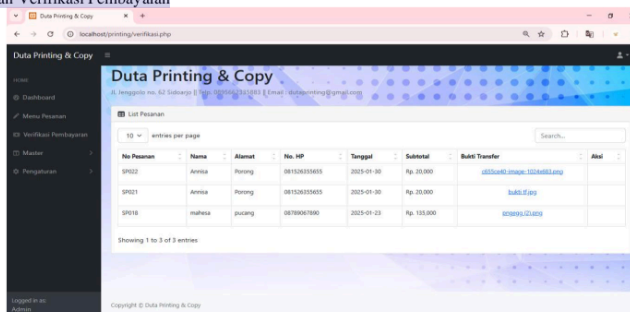 an Verifikasi Pembayaran
Duta Printing & Copy
localhost/printing/verifikasi.php
Duta Printing & Copy
HOME
Dashboard
Menu Pesanan
Verifikasi Pembayaran
Master
Pengaturan
Logged in as:
Admin
Duta Printing & Copy
List Pesanan
10 entries per page
Search...
No Pesanan Nama Alamat No. HP Tanggal Subtotal Bukti Transfer Aksi
SP022 Annisa Porong 081526355655 2025-01-30 Rp. 20,000
SP021 Annisa Porong 081526355655 2025-01-30 Rp. 20,000 bukti tf.jpg
SP018 mahesa pucang 08789067890 2025-01-23 Rp. 135,000 pngegg (2).png
Showing 1 to 3 of 3 entries
Copyright © Duta Printing & Copy